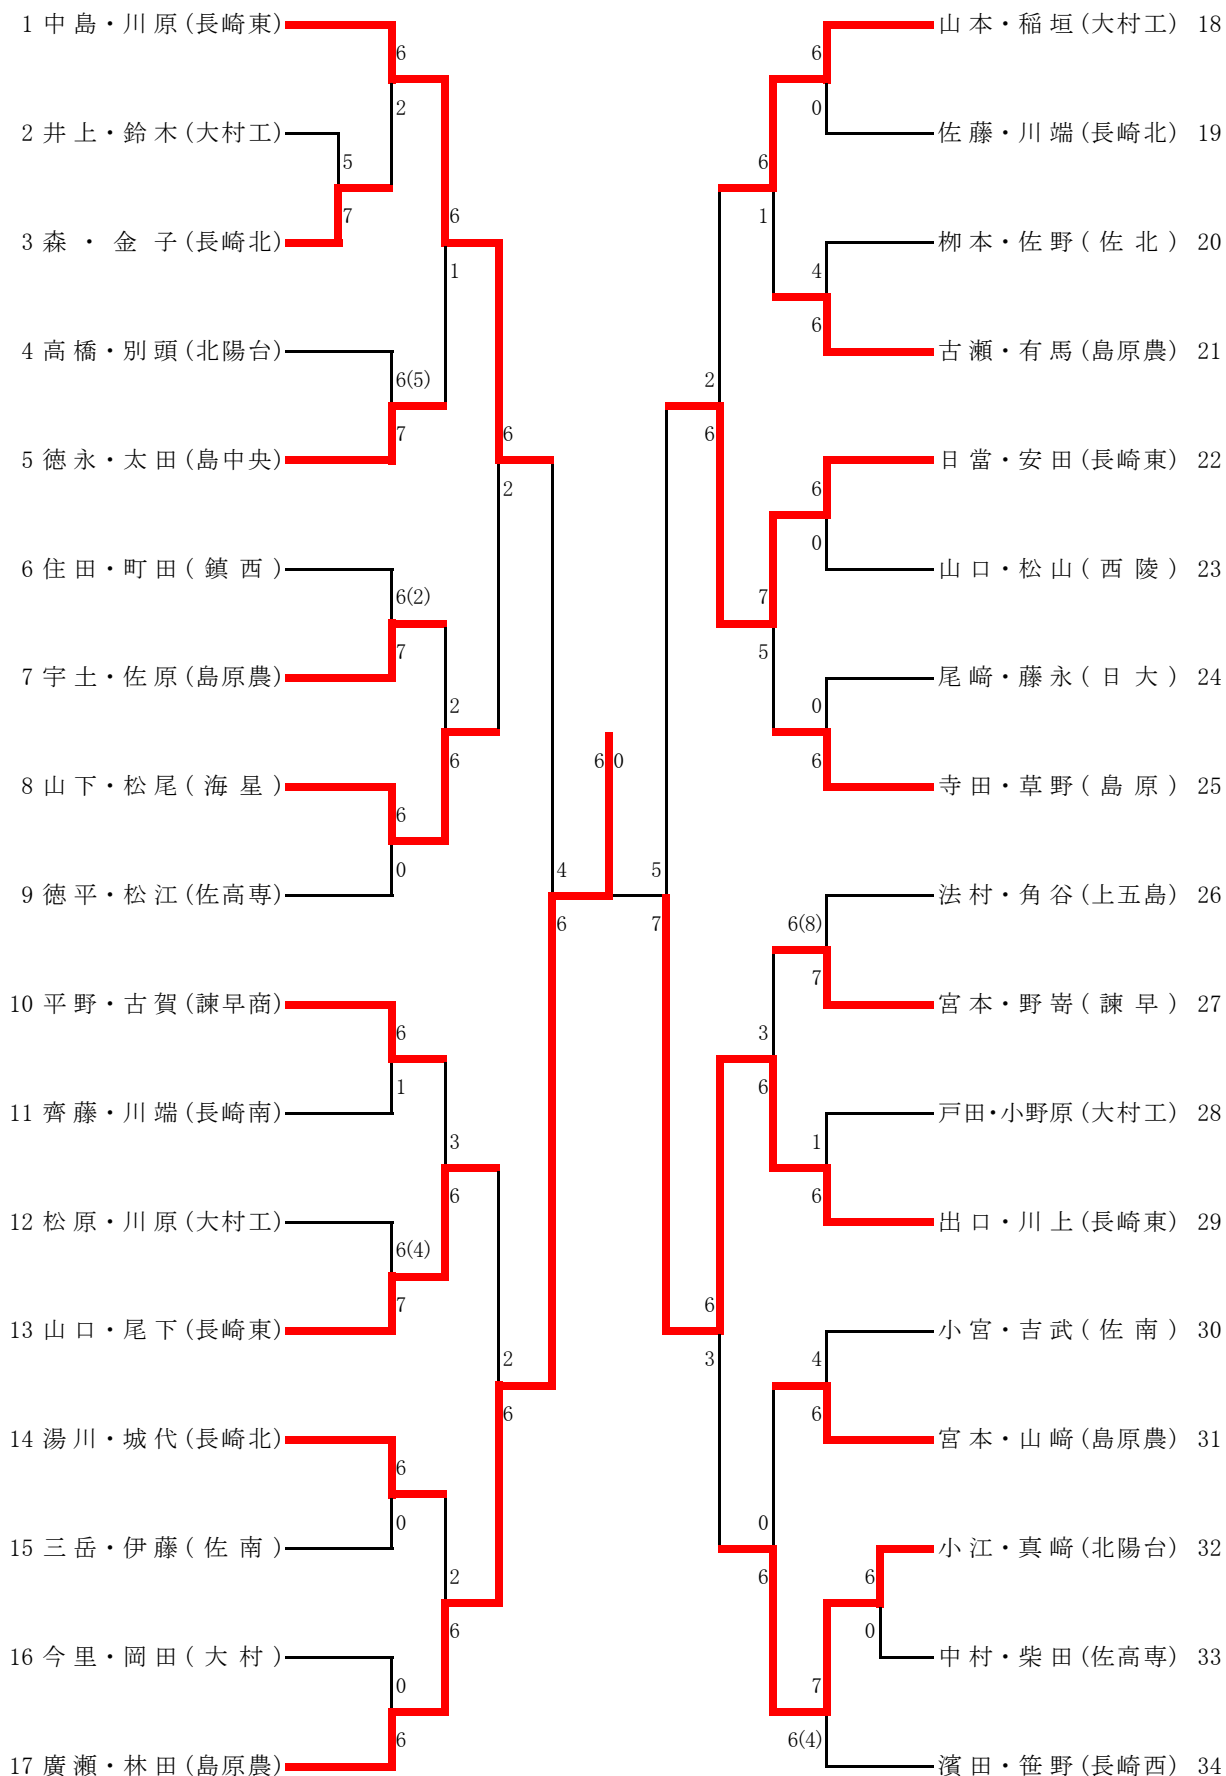 1 中島・川原(長崎東)
6
2
2 井上・鈴木(大村工)
5
7
3 森・金子(長崎北)
6
1
4 高橋・別頭(北陽台)
6(5)
7
5 徳永・太田(島中央)
6
2
6 住田・町田(鎮西)
6(2)
7
7 宇土・佐原(島原農)
2
6
8 山下・松尾(海星)
6
0
9 徳平・松江(佐高専)
4
6
10 平野・古賀(諫早商)
6
1
11 齊藤・川端(長崎南)
3
6
12 松原・川原(大村工)
6(4)
7
13 山口・尾下(長崎東)
2
6
14 湯川・城代(長崎北)
6
0
15 三岳・伊藤(佐南)
2
6
16 今里・岡田(大村)
0
6
17 廣瀬・林田(島原農)
6 0
山本・稲垣(大村工) 18
6
0
佐藤・川端(長崎北) 19
6
1
栁本・佐野(佐北) 20
4
6
古瀬・有馬(島原農) 21
2
6
日當・安田(長崎東) 22
6
0
山口・松山(西陵) 23
7
5
尾﨑・藤永(日大) 24
0
6
寺田・草野(島原) 25
5
7
法村・角谷(上五島) 26
6(8)
7
宮本・野嵜(諫早) 27
3
6
戸田・小野原(大村工) 28
1
6
出口・川上(長崎東) 29
6
3
小宮・吉武(佐南) 30
4
6
宮本・山﨑(島原農) 31
0
6
小江・真﨑(北陽台) 32
6
0
中村・柴田(佐高専) 33
7
6(4)
濱田・笹野(長崎西) 34